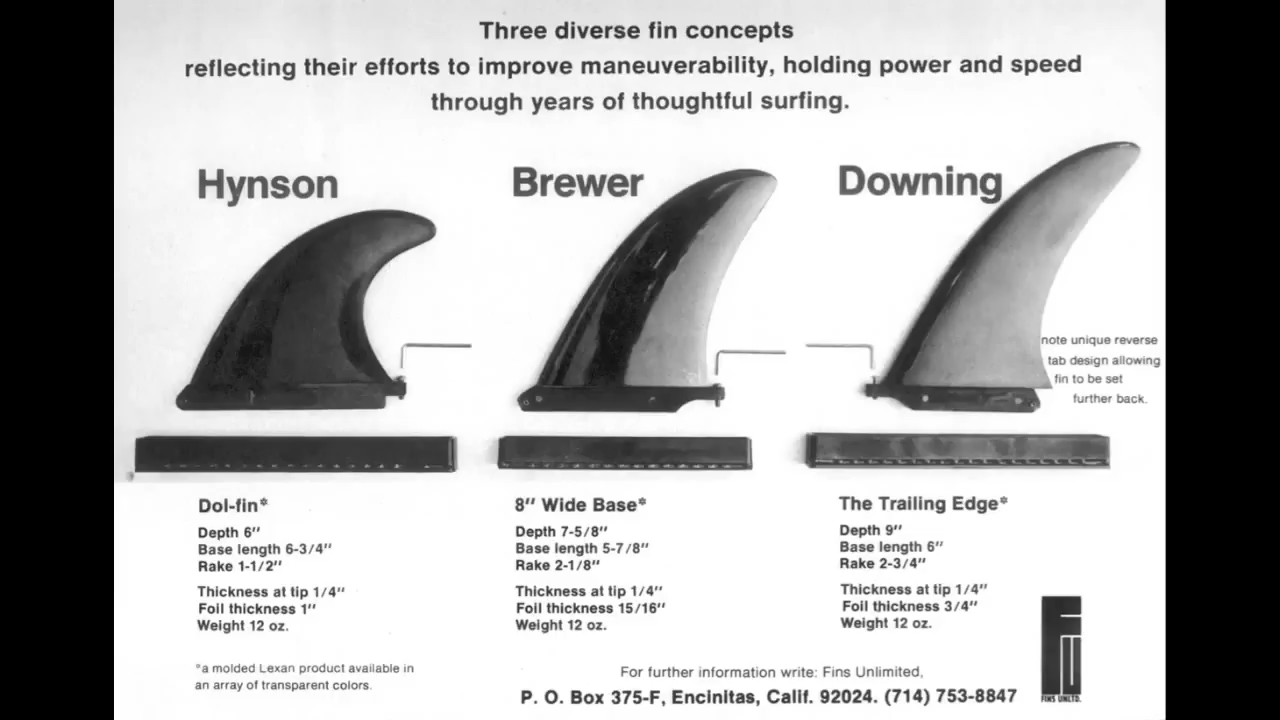 Three diverse fin concepts
reflecting their efforts to improve maneuverability, holding power and speed
through years of thoughtful surfing.
Hynson
Brewer
Downing
note unique reverse
tab design allowing
fin to be set
further back.
Dol-fin*
Depth 6"
Base length 6-3/4"
Rake 1-1/2"
Thickness at tip 1/4"
Foil thickness 1"
Weight 12 oz.
8" Wide Base*
Depth 7-5/8"
Base length 5-7/8"
Rake 2-1/8"
Thickness at tip 1/4"
Foil thickness 15/16"
Weight 12 oz.
The Trailing Edge*
Depth 9"
Base length 6"
Rake 2-3/4"
Thickness at tip 1/4"
Foil thickness 3/4"
Weight 12 oz.
*a molded Lexan product available in
an array of transparent colors.
For further information write: Fins Unlimited,
P. O. Box 375-F, Encinitas, Calif. 92024. (714) 753-8847
FINS UNLTD.